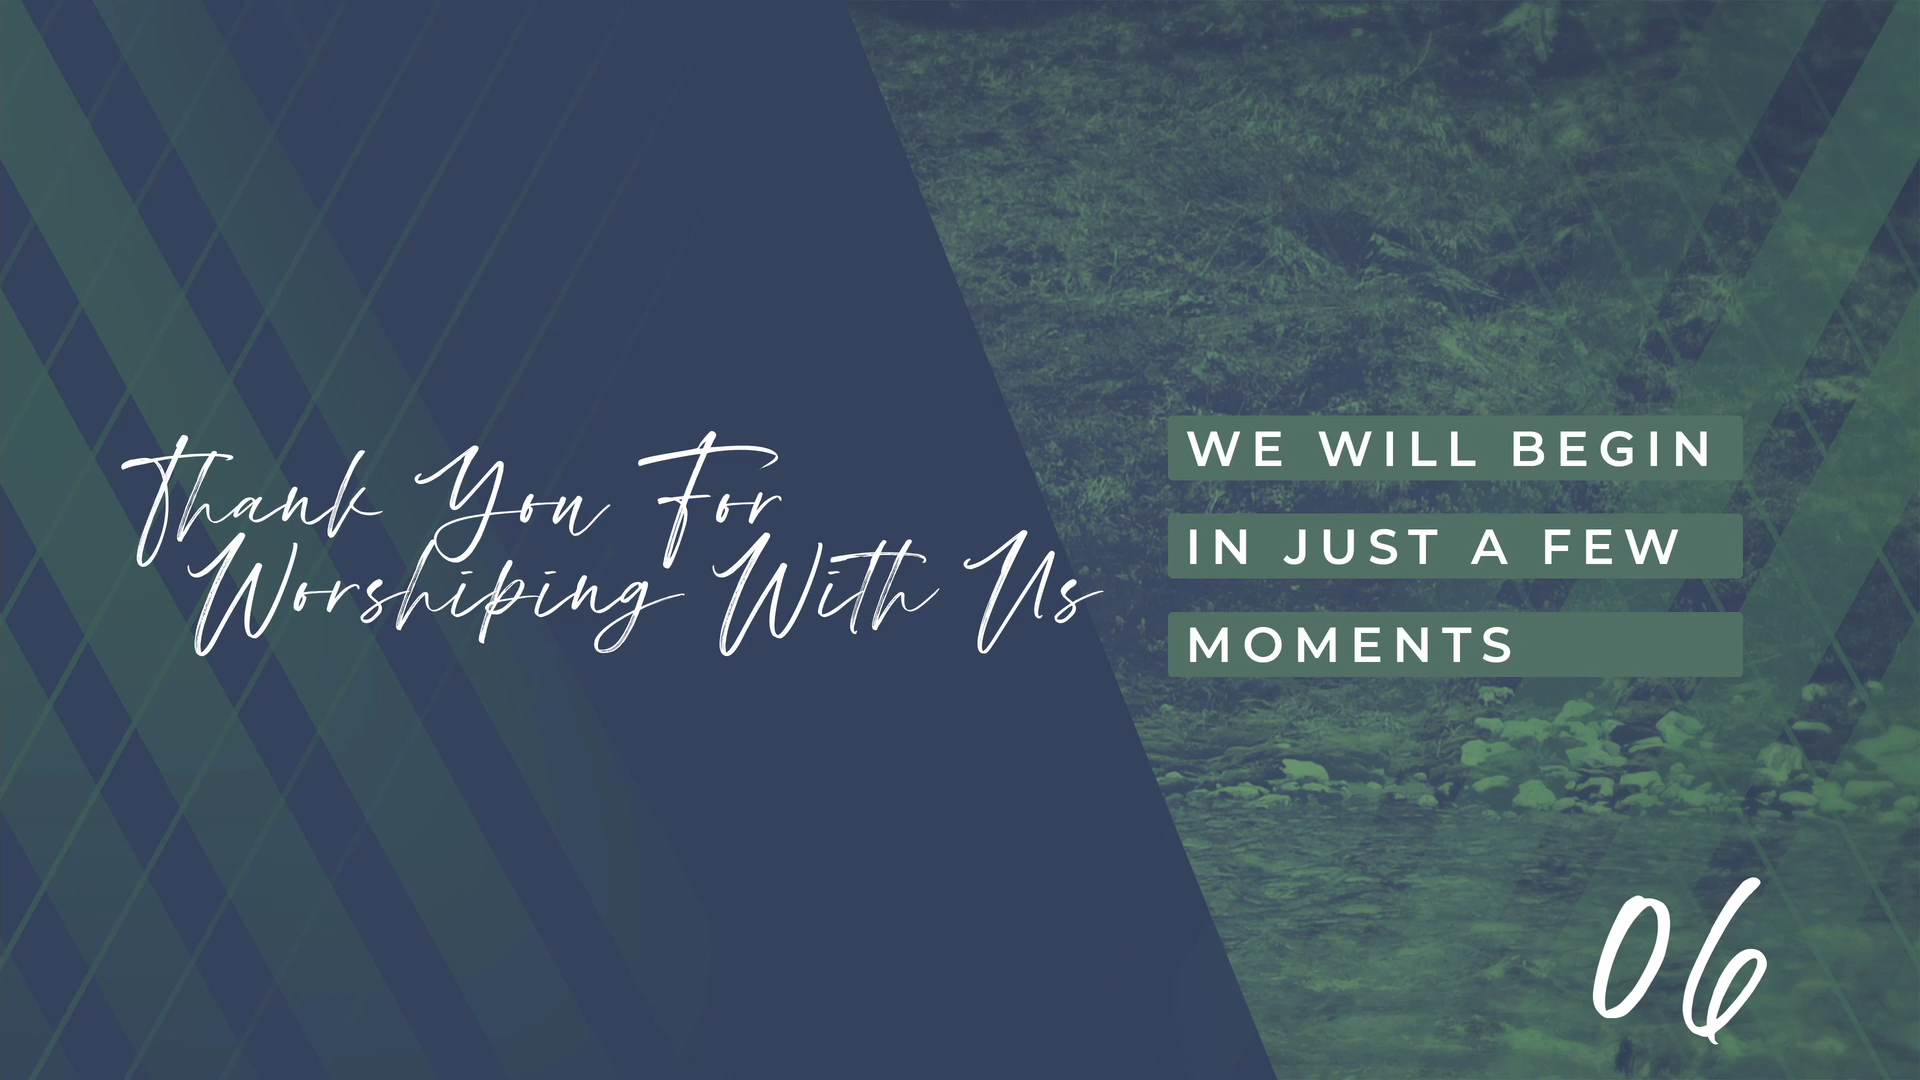 Thank You For
Worshiping With Us
WE WILL BEGIN
IN JUST A FEW
MOMENTS
06